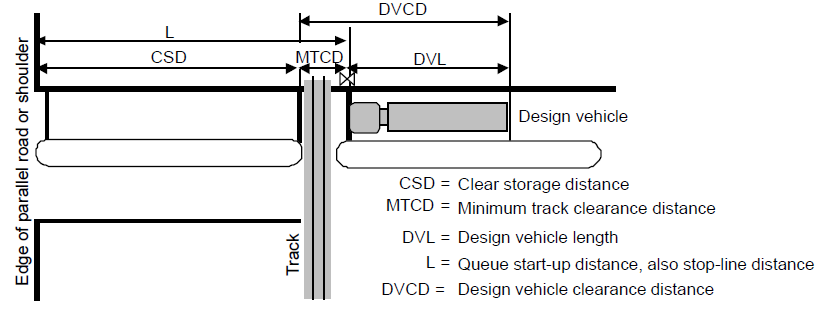 DVCD
L
CSD
MTCD
DVL
Edge of parallel road or shoulder
Design vehicle
Track
CSD = Clear storage distance
MTCD = Minimum track clearance distance
DVL = Design vehicle length
L = Queue start-up distance, also stop-line distance
DVCD = Design vehicle clearance distance